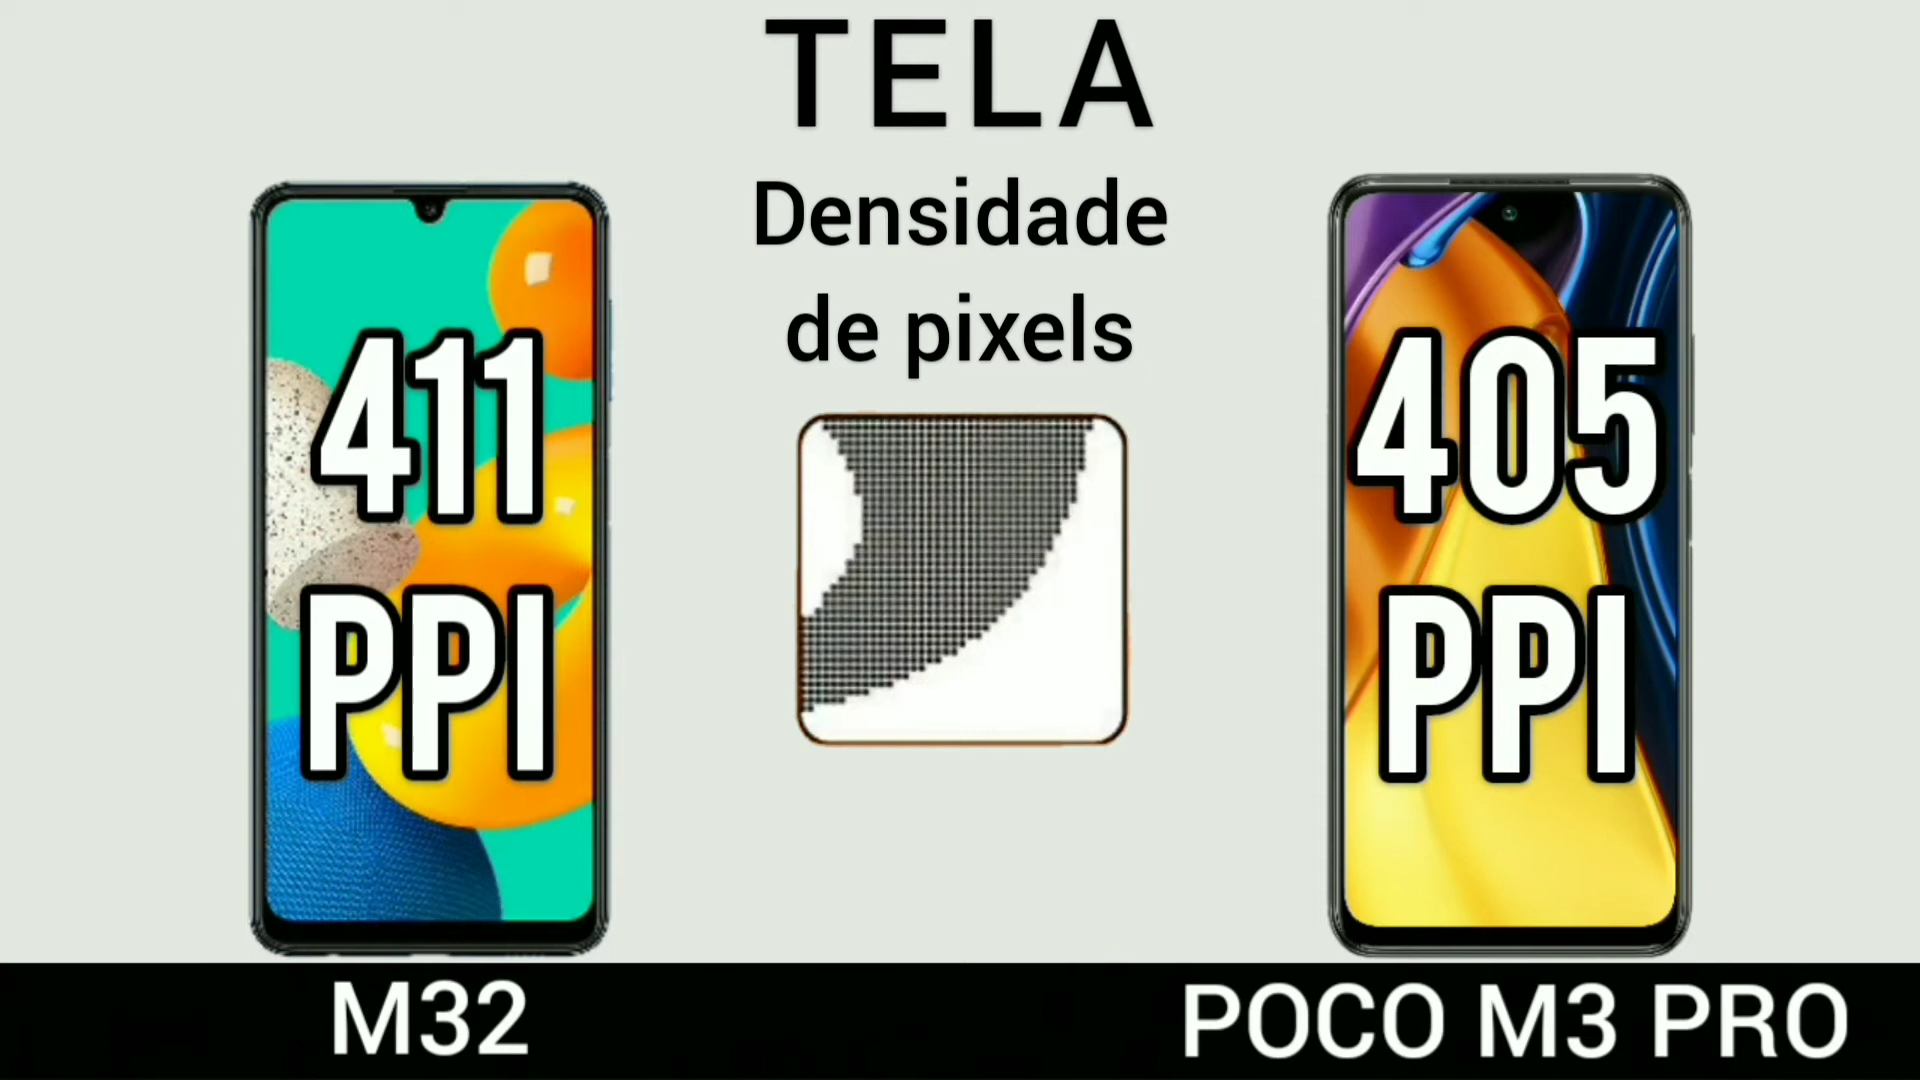 TELA
Densidade
de pixels
411
PPI
405
PPI
M32
POCO M3 PRO